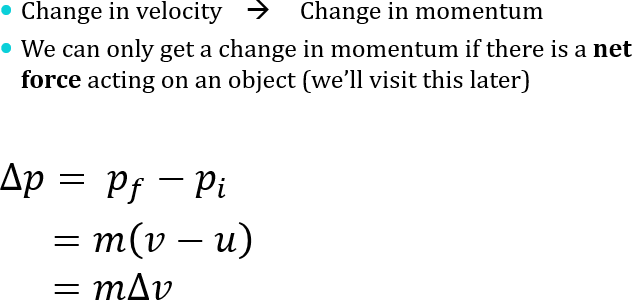 • Change in velocity → Change in momentum
• We can only get a change in momentum if there is a net
force acting on an object (we'll visit this later)
Δp = p_f − p_i
= m(v − u)
= mΔv